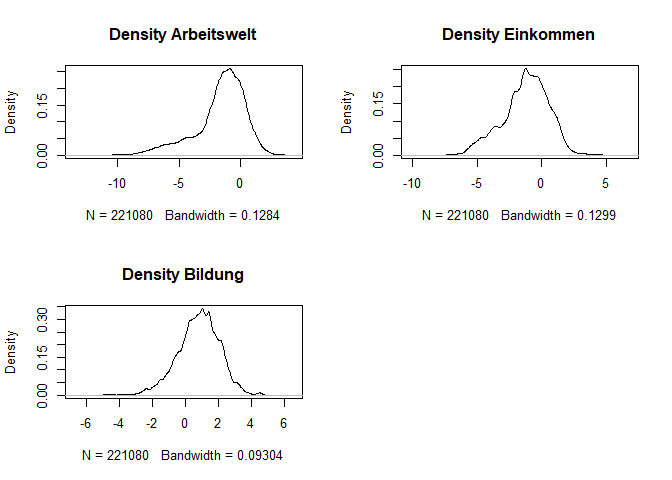 Density Arbeitswelt
Density
0.00
0.15
-10
-5
0
N = 221080   Bandwidth = 0.1284
Density Einkommen
Density
0.00
0.15
-10
-5
0
5
N = 221080   Bandwidth = 0.1299
Density Bildung
Density
0.00
0.15
0.30
-6
-4
-2
0
2
4
6
N = 221080   Bandwidth = 0.09304